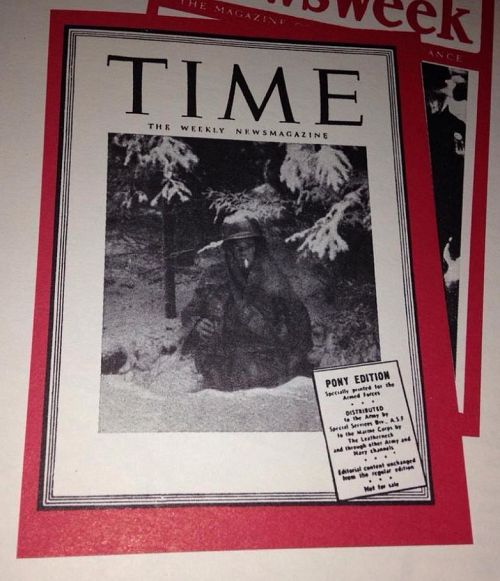 THE MAGAZINE
wsweek
ANCE
TIME
THE WEEKLY NEWSMAGAZINE
PONY EDITION
Specially printed for the
Armed Forces
DISTRIBUTED
to the Army by
Special Services Div., A.S.F
to the Marine Corps by
The Leatherneck
and through other Army and
Navy channels
Editorial content unchanged
from the regular edition
Not for sale